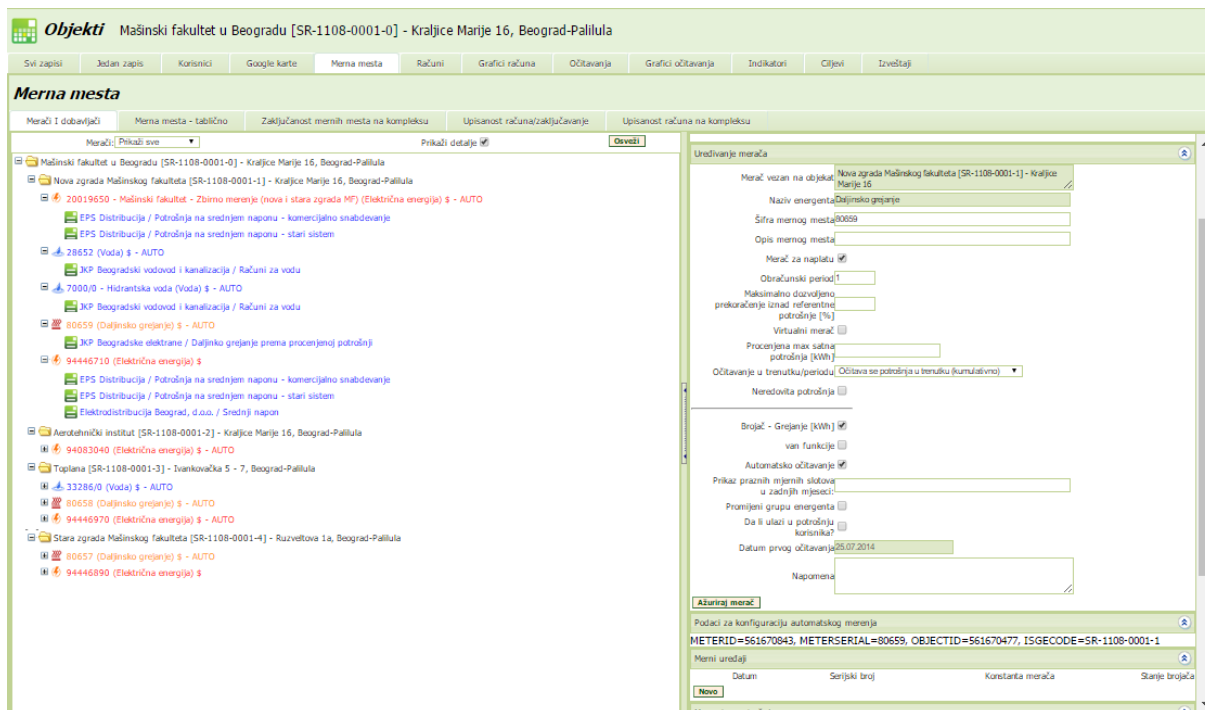 Objekti Mašinski fakultet u Beogradu [SR-1108-0001-0] - Kraljice Marije 16, Beograd-Palilula
Svi zapisi Jedan zapis Korisnici Google karte Merna mesta Računi Grafici računa Očitavanja Grafici očitavanja Indikatori Ciljevi Izveštaji
Merna mesta
Merači I dobavljači Merna mesta - tablično Zaključanost mernih mesta na kompleksu Upisanost računa/zaključavanje Upisanost računa na kompleksu
Merači: Prikaži sve Prikaži detalje Osveži
Mašinski fakultet u Beogradu [SR-1108-0001-0] - Kraljice Marije 16, Beograd-Palilula
Nova zgrada Mašinskog fakulteta [SR-1108-0001-1] - Kraljice Marije 16, Beograd-Palilula
20019650 - Mašinski fakultet - Zbirno merenje (nova i stara zgrada MF) (Električna energija) $ - AUTO
EPS Distribucija / Potrošnja na srednjem naponu - komercijalno snabdevanje
EPS Distribucija / Potrošnja na srednjem naponu - stari sistem
28652 (Voda) $ - AUTO
JKP Beogradski vodovod i kanalizacija / Računi za vodu
7000/0 - Hidrantska voda (Voda) $ - AUTO
JKP Beogradski vodovod i kanalizacija / Računi za vodu
80659 (Daljinsko grejanje) $ - AUTO
JKP Beogradske elektrane / Daljinko grejanje prema procenjenoj potrošnji
94446710 (Električna energija) $
EPS Distribucija / Potrošnja na srednjem naponu - komercijalno snabdevanje
EPS Distribucija / Potrošnja na srednjem naponu - stari sistem
Elektrodistribucija Beograd, d.o.o. / Srednji napon
Aerotehnički institut [SR-1108-0001-2] - Kraljice Marije 16, Beograd-Palilula
94083040 (Električna energija) $ - AUTO
Toplana [SR-1108-0001-3] - Ivankovačka 5 - 7, Beograd-Palilula
33286/0 (Voda) $ - AUTO
80658 (Daljinsko grejanje) $ - AUTO
94446970 (Električna energija) $ - AUTO
Stara zgrada Mašinskog fakulteta [SR-1108-0001-4] - Ruzveltova 1a, Beograd-Palilula
80657 (Daljinsko grejanje) $ - AUTO
94446890 (Električna energija) $
Uređivanje merača
Merač vezan na objekat Nova zgrada Mašinskog fakulteta [SR-1108-0001-1] - Kraljice
Marije 16
Naziv energenta Daljinsko grejanje
Šifra mernog mesta 80659
Opis mernog mesta
Merač za naplatu
Obračunski period 1
Maksimalno dozvoljeno
prekoračenje iznad referentne
potrošnje [%]
Virtualni merač
Procenjena max satna
potrošnja [kWh]
Očitavanje u trenutku/periodu Očitava se potrošnja u trenutku (kumulativno)
Neredovita potrošnja
Brojač - Grejanje [kWh]
van funkcije
Automatsko očitavanje
Prikaz praznih mjernih slotova
u zadnjih mjeseci:
Promijeni grupu energenta
Da li ulazi u potrošnju
korisnika?
Datum prvog očitavanja 25.07.2014
Napomena
Ažuriraj merač
Podaci za konfiguraciju automatskog merenja
METERID=561670843, METERSERIAL=80659, OBJECTID=561670477, ISGECODE=SR-1108-0001-1
Merni uređaji
Datum Serijski broj Konstanta merača Stanje brojača
Novo